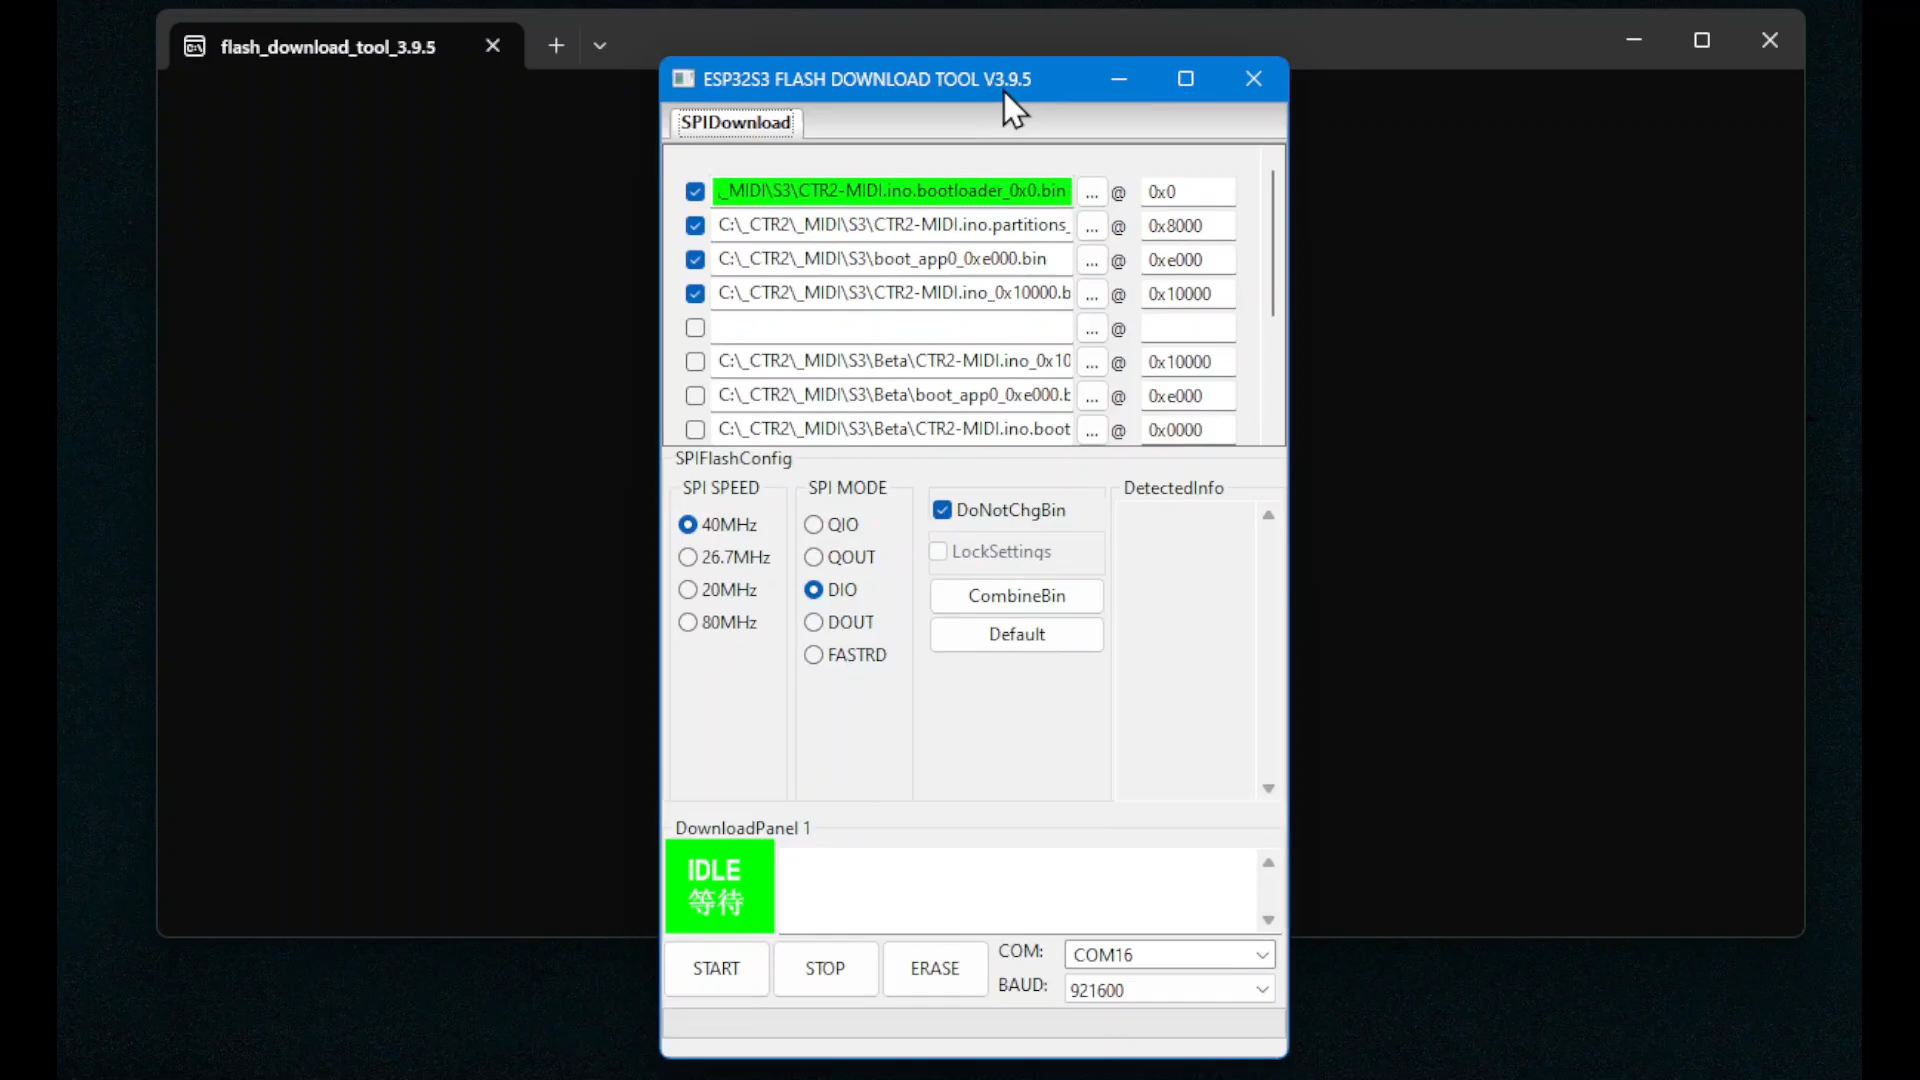 flash_download_tool_3.9.5
ESP32S3 FLASH DOWNLOAD TOOL V3.9.5
SPIDownload
_MIDI\S3\CTR2-MIDI.ino.bootloader_0x0.bin ... @ 0x0
C:\_CTR2\_MIDI\S3\CTR2-MIDI.ino.partitions_ ... @ 0x8000
C:\_CTR2\_MIDI\S3\boot_app0_0xe000.bin ... @ 0xe000
C:\_CTR2\_MIDI\S3\CTR2-MIDI.ino_0x10000.b ... @ 0x10000
... @
C:\_CTR2\_MIDI\S3\Beta\CTR2-MIDI.ino_0x10 ... @ 0x10000
C:\_CTR2\_MIDI\S3\Beta\boot_app0_0xe000.b ... @ 0xe000
C:\_CTR2\_MIDI\S3\Beta\CTR2-MIDI.ino.boot ... @ 0x0000
SPIFlashConfig
SPI SPEED
40MHz
26.7MHz
20MHz
80MHz
SPI MODE
QIO
QOUT
DIO
DOUT
FASTRD
DoNotChgBin
LockSettings
CombineBin
Default
DetectedInfo
DownloadPanel 1
IDLE
等待
START
STOP
ERASE
COM: COM16
BAUD: 921600